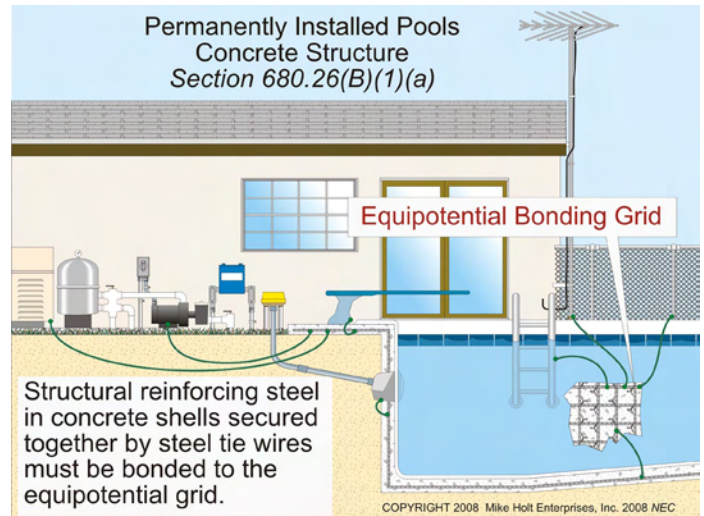 Permanently Installed Pools
Concrete Structure
Section 680.26(B)(1)(a)
Equipotential Bonding Grid
Structural reinforcing steel
in concrete shells secured
together by steel tie wires
must be bonded to the
equipotential grid.
COPYRIGHT 2008 Mike Holt Enterprises, Inc. 2008 NEC